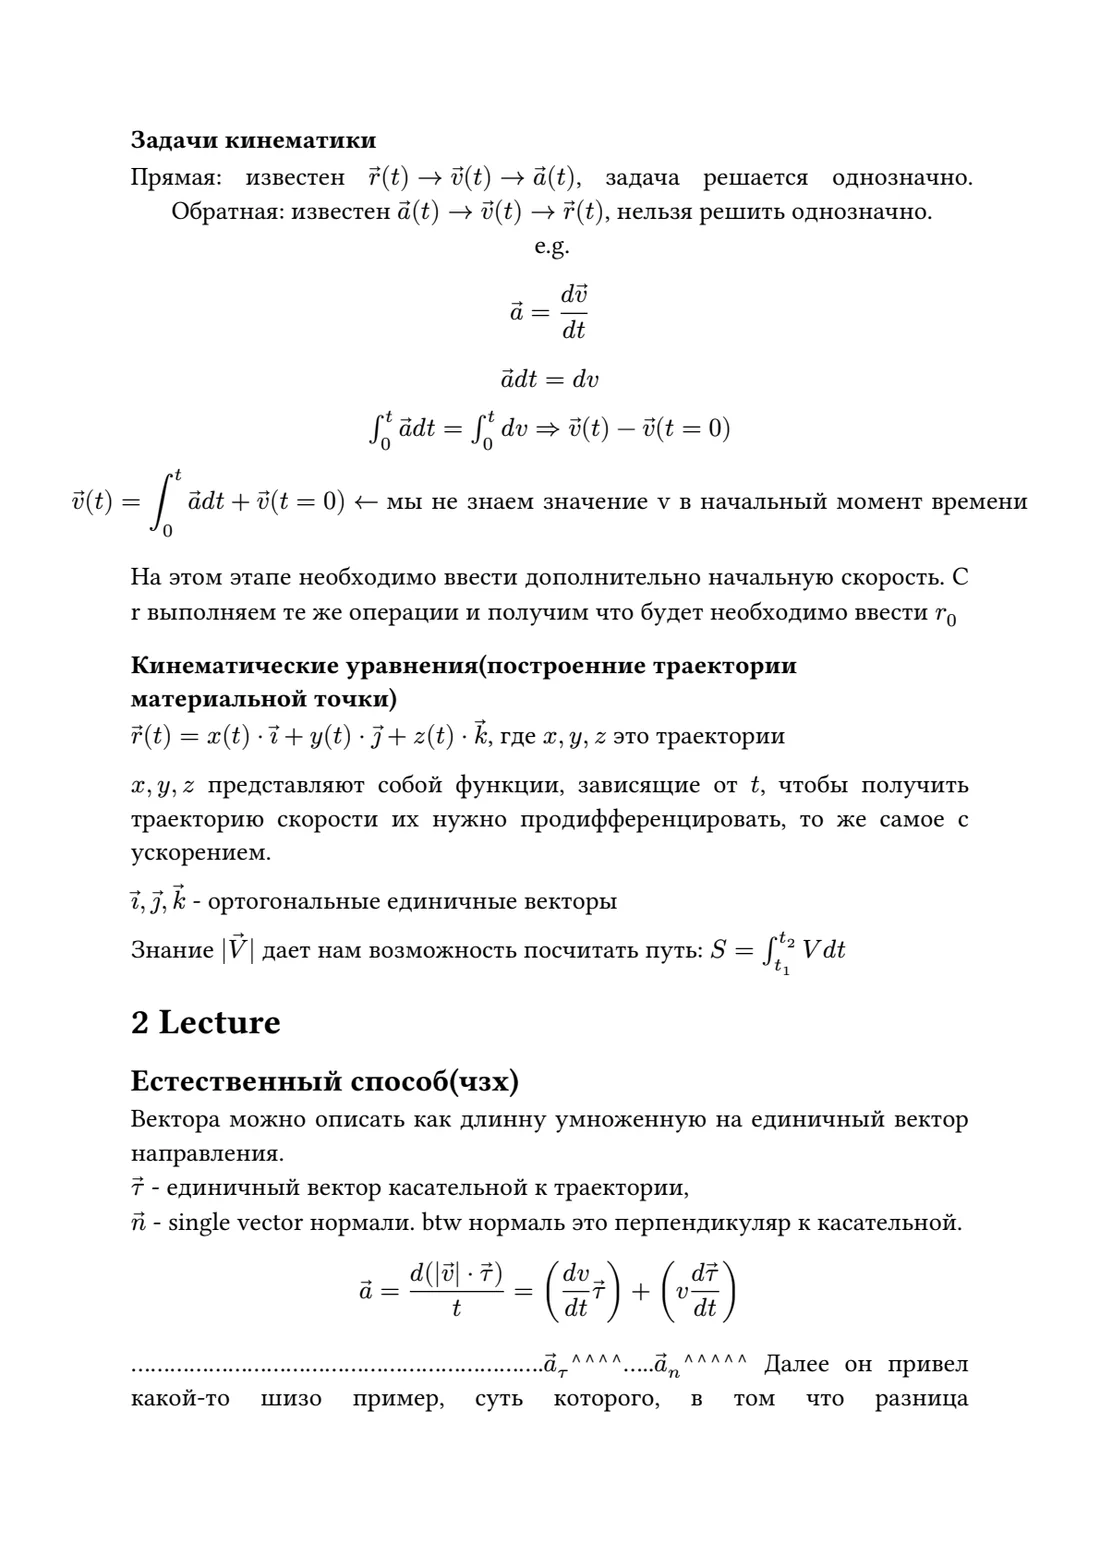 Задачи кинематики
Прямая: известен r⃗(t) → v⃗(t) → a⃗(t), задача решается однозначно.
Обратная: известен a⃗(t) → v⃗(t) → r⃗(t), нельзя решить однозначно.
e.g.
a⃗ = dv⃗/dt
a⃗dt = dv
∫₀ᵗ a⃗dt = ∫₀ᵗ dv ⇒ v⃗(t) − v⃗(t = 0)
v⃗(t) = ∫₀ᵗ a⃗dt + v⃗(t = 0) ← мы не знаем значение v в начальный момент времени
На этом этапе необходимо ввести дополнительно начальную скорость. С
r выполняем те же операции и получим что будет необходимо ввести r₀
Кинематические уравнения(построенние траектории
материальной точки)
r⃗(t) = x(t) · i⃗ + y(t) · j⃗ + z(t) · k⃗, где x, y, z это траектории
x, y, z представляют собой функции, зависящие от t, чтобы получить
траекторию скорости их нужно продифференцировать, то же самое с
ускорением.
i⃗, j⃗, k⃗ - ортогональные единичные векторы
Знание |V⃗| дает нам возможность посчитать путь: S = ∫_{t₁}^{t₂} Vdt
2 Lecture
Естественный способ(чзх)
Вектора можно описать как длинну умноженную на единичный вектор
направления.
τ⃗ - единичный вектор касательной к траектории,
n⃗ - single vector нормали. btw нормаль это перпендикуляр к касательной.
a⃗ = d(|v⃗| · τ⃗)/t = (dv/dt τ⃗) + (v dτ⃗/dt)
................................................................a⃗_τ^^^^.....a⃗_n^^^^^ Далее он привел
какой-то шизо пример, суть которого, в том что разница